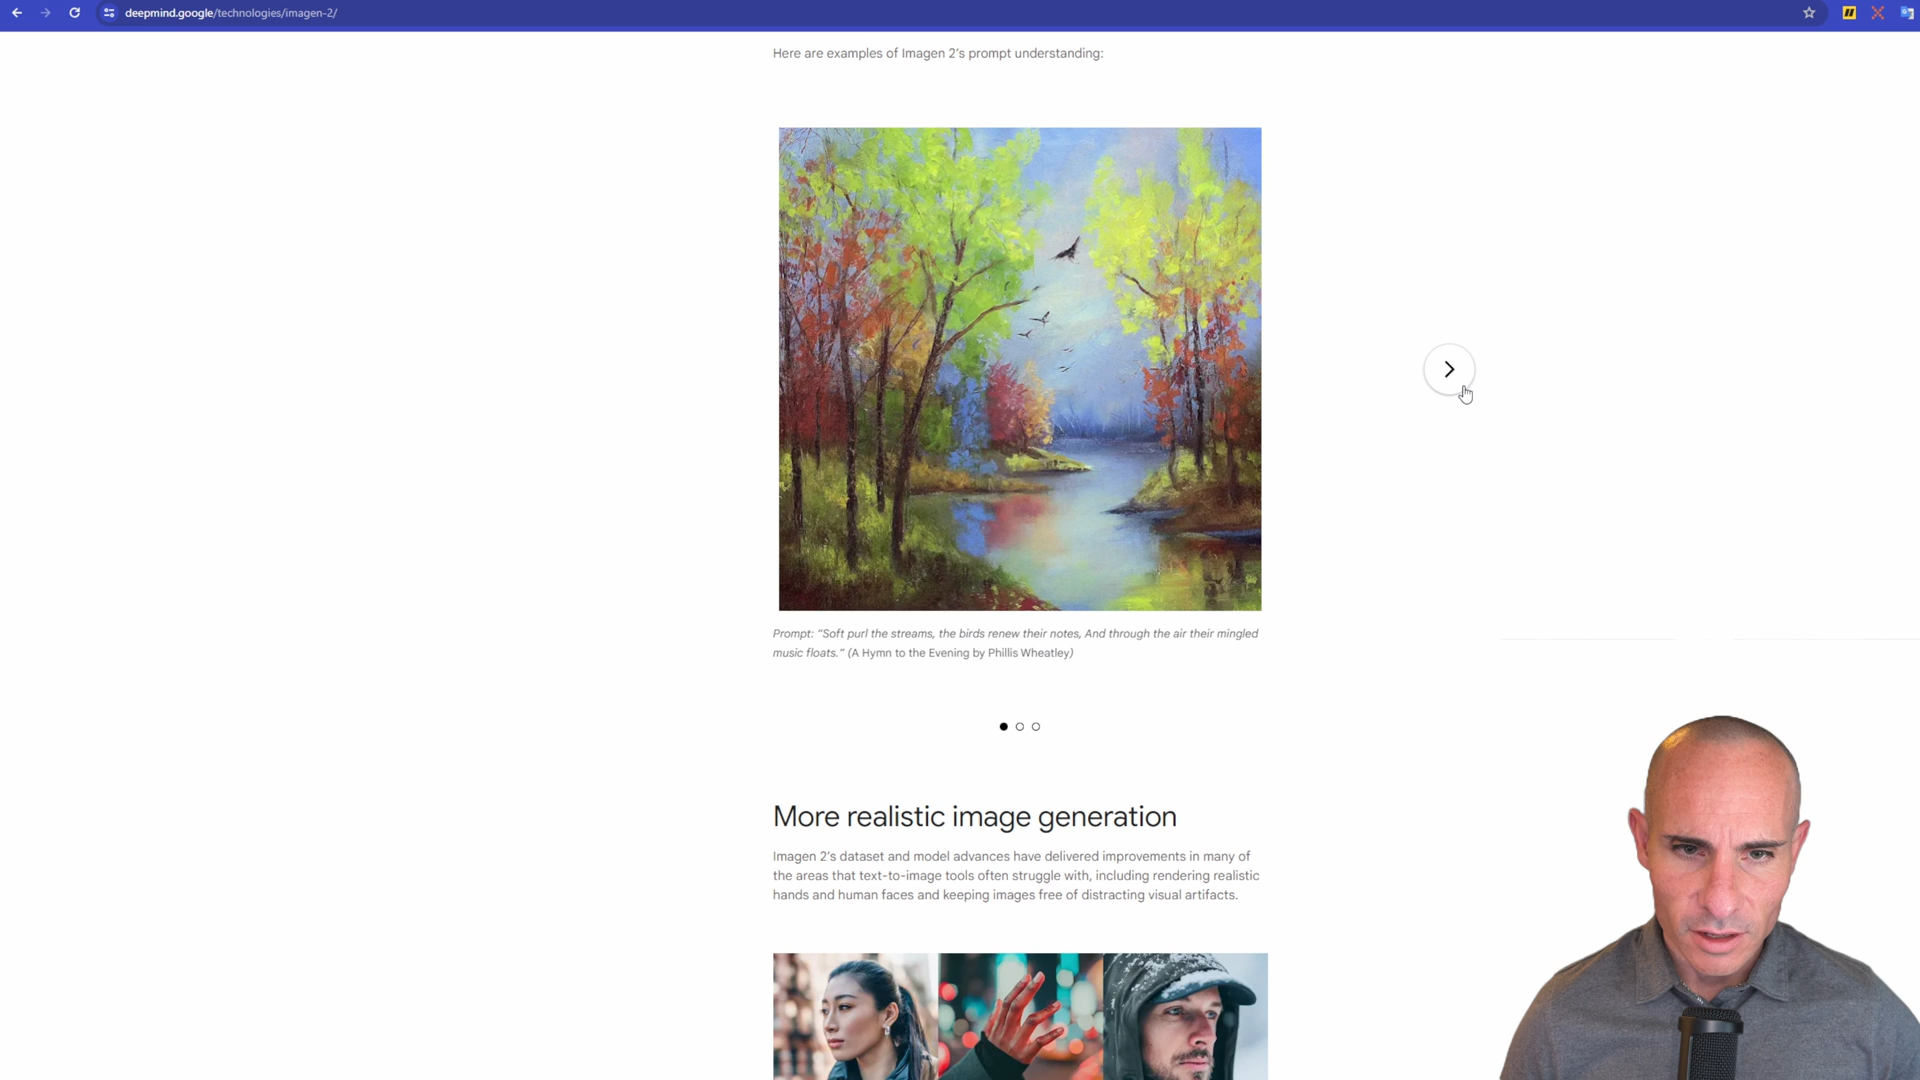 deepmind.google/technologies/imagen-2/
Here are examples of Imagen 2's prompt understanding:
Prompt: “Soft purl the streams, the birds renew their notes, And through the air their mingled
music floats.” (A Hymn to the Evening by Phillis Wheatley)
More realistic image generation
Imagen 2's dataset and model advances have delivered improvements in many of
the areas that text-to-image tools often struggle with, including rendering realistic
hands and human faces and keeping images free of distracting visual artifacts.